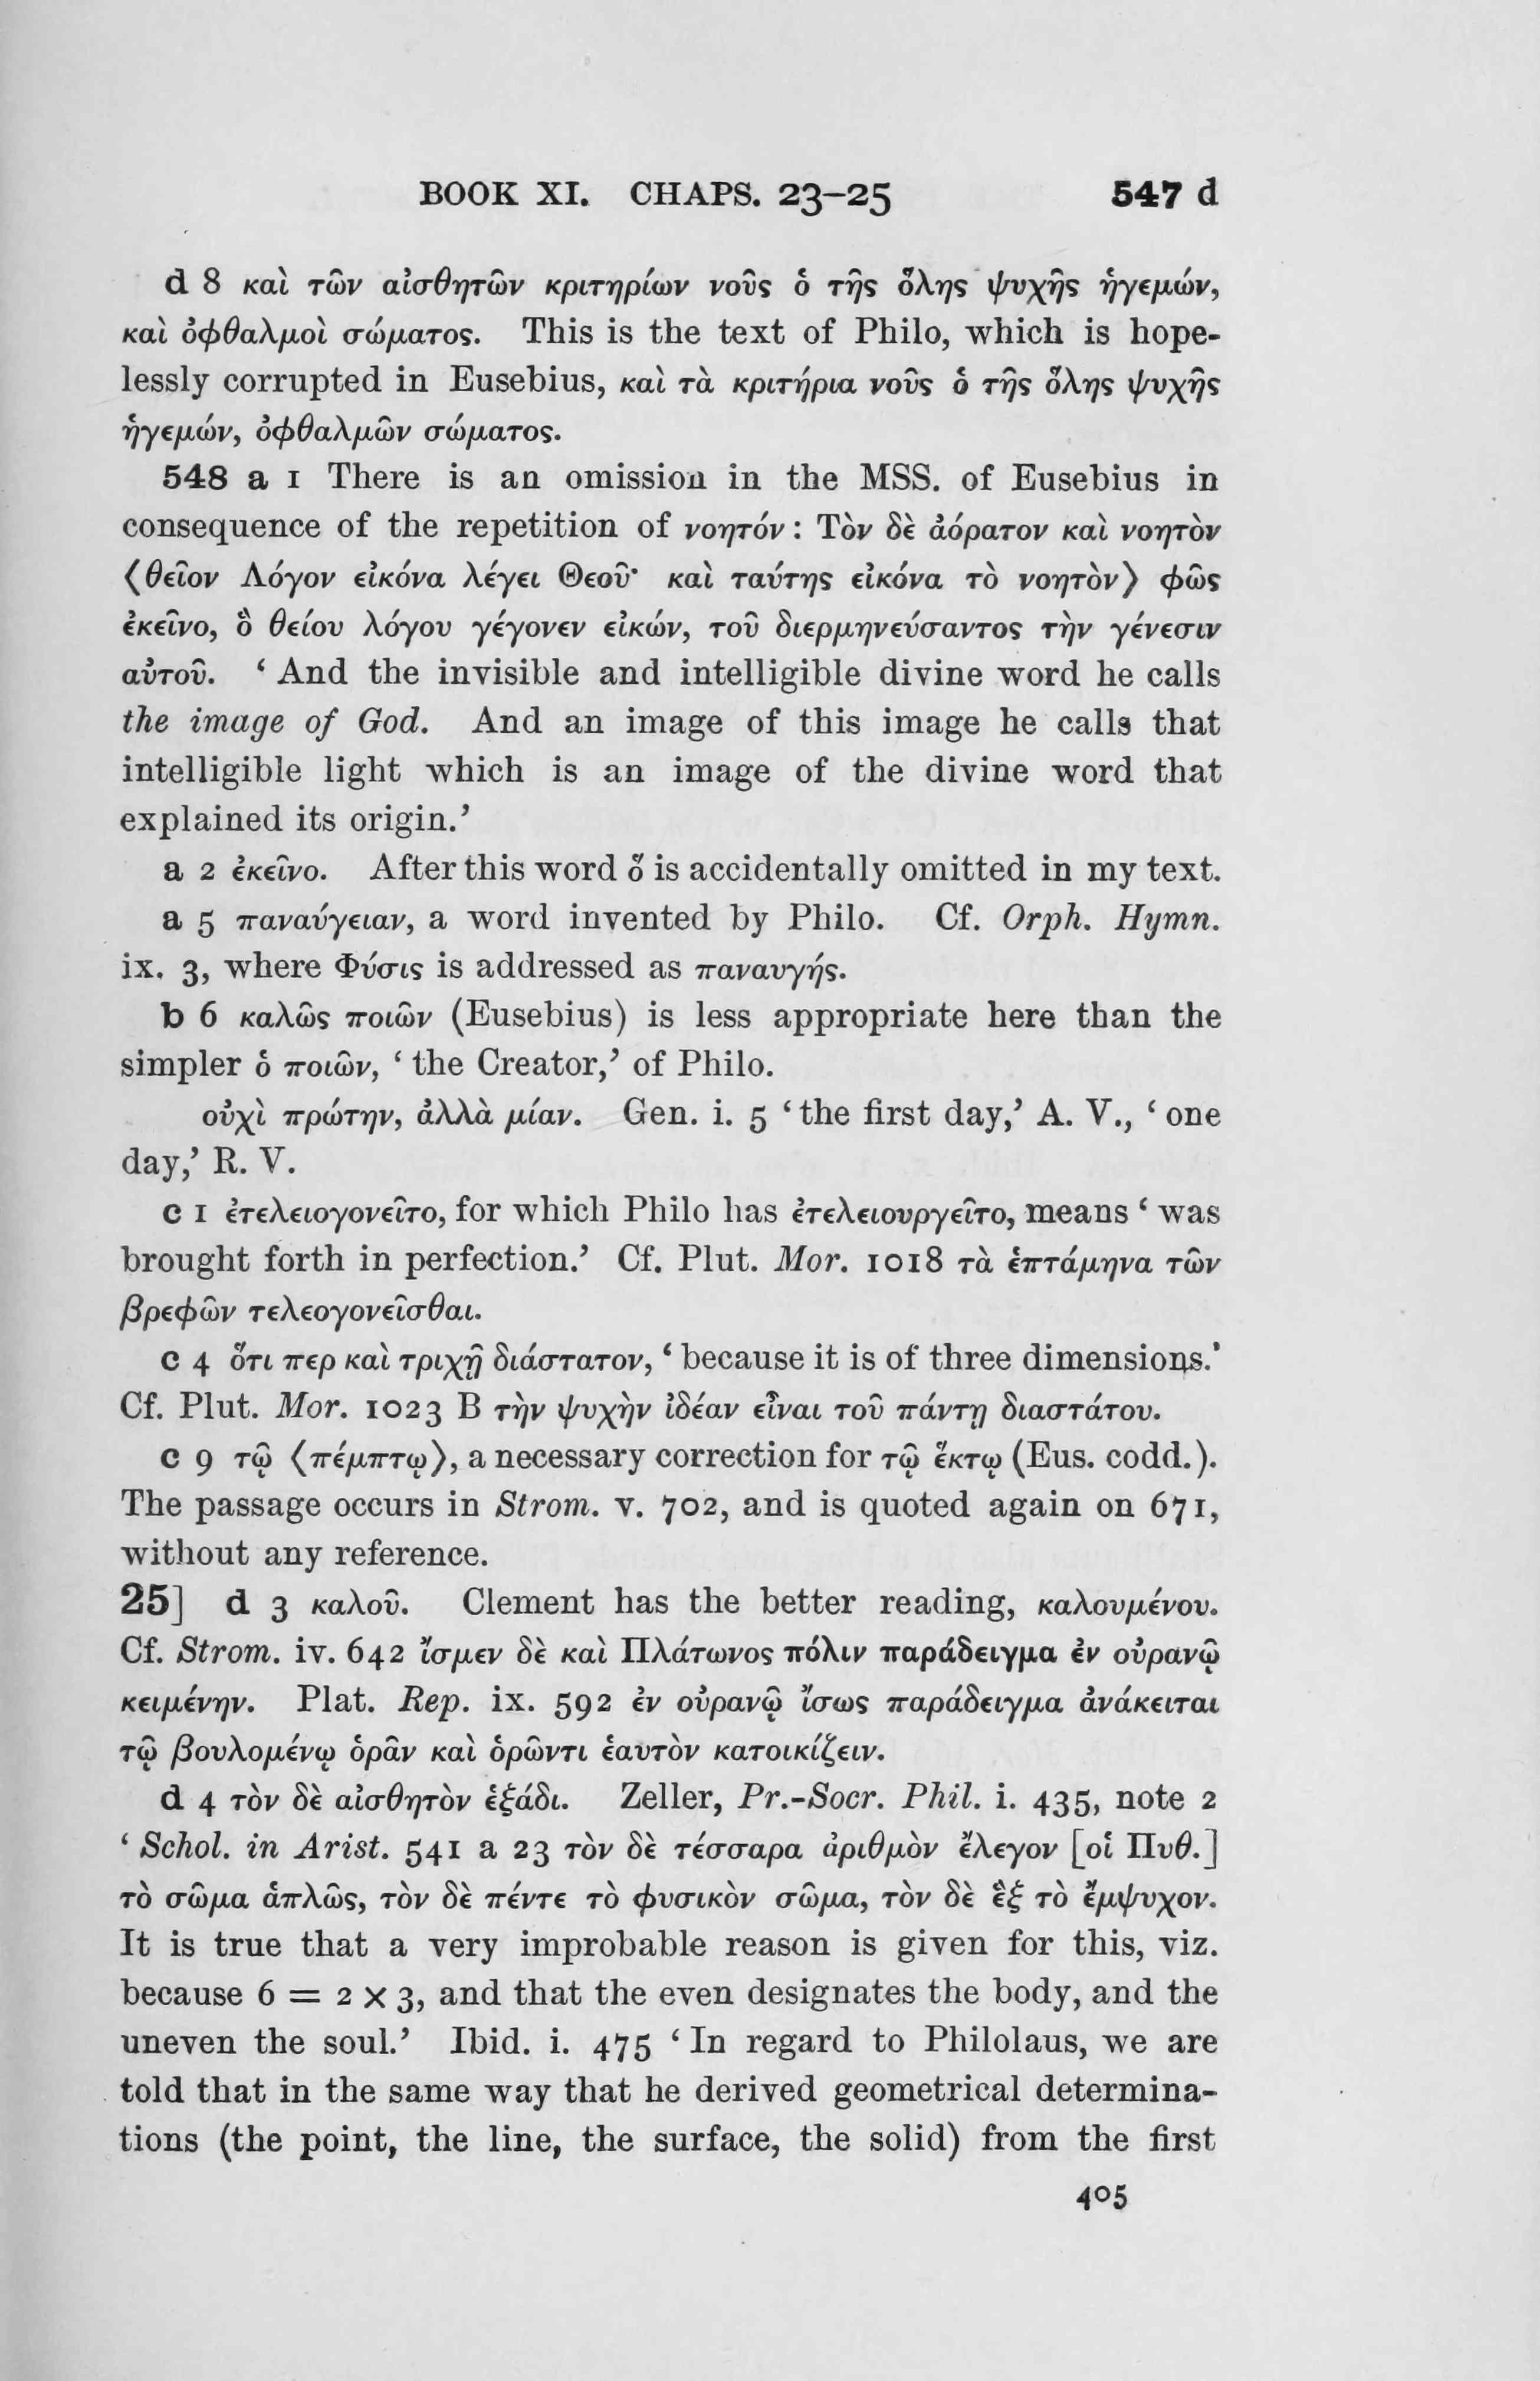 BOOK XI. CHAPS. 23–25 547 d
d 8 καὶ τῶν αἰσθητῶν κριτηρίων νοῦς ὁ τῆς ὅλης ψυχῆς ἡγεμών,
καὶ ὀφθαλμοὶ σώματος. This is the text of Philo, which is hope-
lessly corrupted in Eusebius, καὶ τὰ κριτήρια νοῦς ὁ τῆς ὅλης ψυχῆς
ἡγεμών, ὀφθαλμῶν σώματος.
548 a 1 There is an omission in the MSS. of Eusebius in
consequence of the repetition of νοητόν: Τὸν δὲ ἀόρατον καὶ νοητὸν
⟨θεῖον Λόγον εἰκόνα λέγει Θεοῦ· καὶ ταύτης εἰκόνα τὸ νοητὸν⟩ φῶς
ἐκεῖνο, ὃ θείου λόγου γέγονεν εἰκών, τοῦ διερμηνεύσαντος τὴν γένεσιν
αὐτοῦ. ‘And the invisible and intelligible divine word he calls
the image of God. And an image of this image he calls that
intelligible light which is an image of the divine word that
explained its origin.’
a 2 ἐκεῖνο. After this word ὅ is accidentally omitted in my text.
a 5 παναύγειαν, a word invented by Philo. Cf. Orph. Hymn.
ix. 3, where Φύσις is addressed as παναυγής.
b 6 καλῶς ποιῶν (Eusebius) is less appropriate here than the
simpler ὁ ποιῶν, ‘the Creator,’ of Philo.
οὐχὶ πρώτην, ἀλλὰ μίαν. Gen. i. 5 ‘the first day,’ A. V., ‘one
day,’ R. V.
c 1 ἐτελειογονεῖτο, for which Philo has ἐτελειουργεῖτο, means ‘was
brought forth in perfection.’ Cf. Plut. Mor. 1018 τὰ ἑπτάμηνα τῶν
βρεφῶν τελεογονεῖσθαι.
c 4 ὅτι περ καὶ τριχῇ διάστατον, ‘because it is of three dimensions.’
Cf. Plut. Mor. 1023 B τὴν ψυχὴν ἰδέαν εἶναι τοῦ πάντῃ διαστάτου.
c 9 τῷ ⟨πέμπτῳ⟩, a necessary correction for τῷ ἕκτῳ (Eus. codd.).
The passage occurs in Strom. v. 702, and is quoted again on 671,
without any reference.
25] d 3 καλοῦ. Clement has the better reading, καλουμένου.
Cf. Strom. iv. 642 ἴσμεν δὲ καὶ Πλάτωνος πόλιν παράδειγμα ἐν οὐρανῷ
κειμένην. Plat. Rep. ix. 592 ἐν οὐρανῷ ἴσως παράδειγμα ἀνάκειται
τῷ βουλομένῳ ὁρᾶν καὶ ὁρῶντι ἑαυτὸν κατοικίζειν.
d 4 τὸν δὲ αἰσθητὸν ἑξάδι. Zeller, Pr.-Socr. Phil. i. 435, note 2
‘Schol. in Arist. 541 a 23 τὸν δὲ τέσσαρα ἀριθμὸν ἔλεγον [οἱ Πυθ.]
τὸ σῶμα ἁπλῶς, τὸν δὲ πέντε τὸ φυσικὸν σῶμα, τὸν δὲ ἓξ τὸ ἔμψυχον.
It is true that a very improbable reason is given for this, viz.
because 6 = 2 × 3, and that the even designates the body, and the
uneven the soul.’ Ibid. i. 475 ‘In regard to Philolaus, we are
told that in the same way that he derived geometrical determina-
tions (the point, the line, the surface, the solid) from the first
405